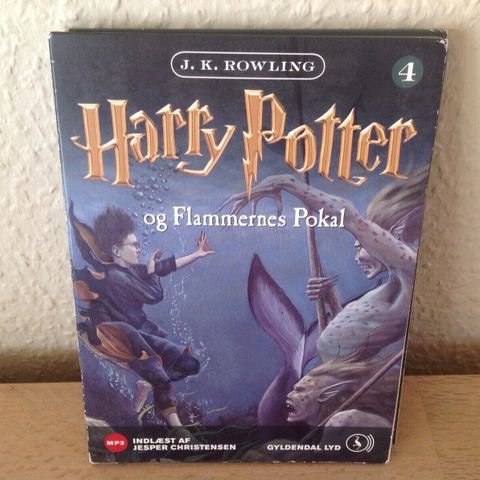 J. K. ROWLING
4
Harry Potter
og Flammernes Pokal
MP3
INDLÆST AF
JESPER CHRISTENSEN
GYLDENDAL LYD